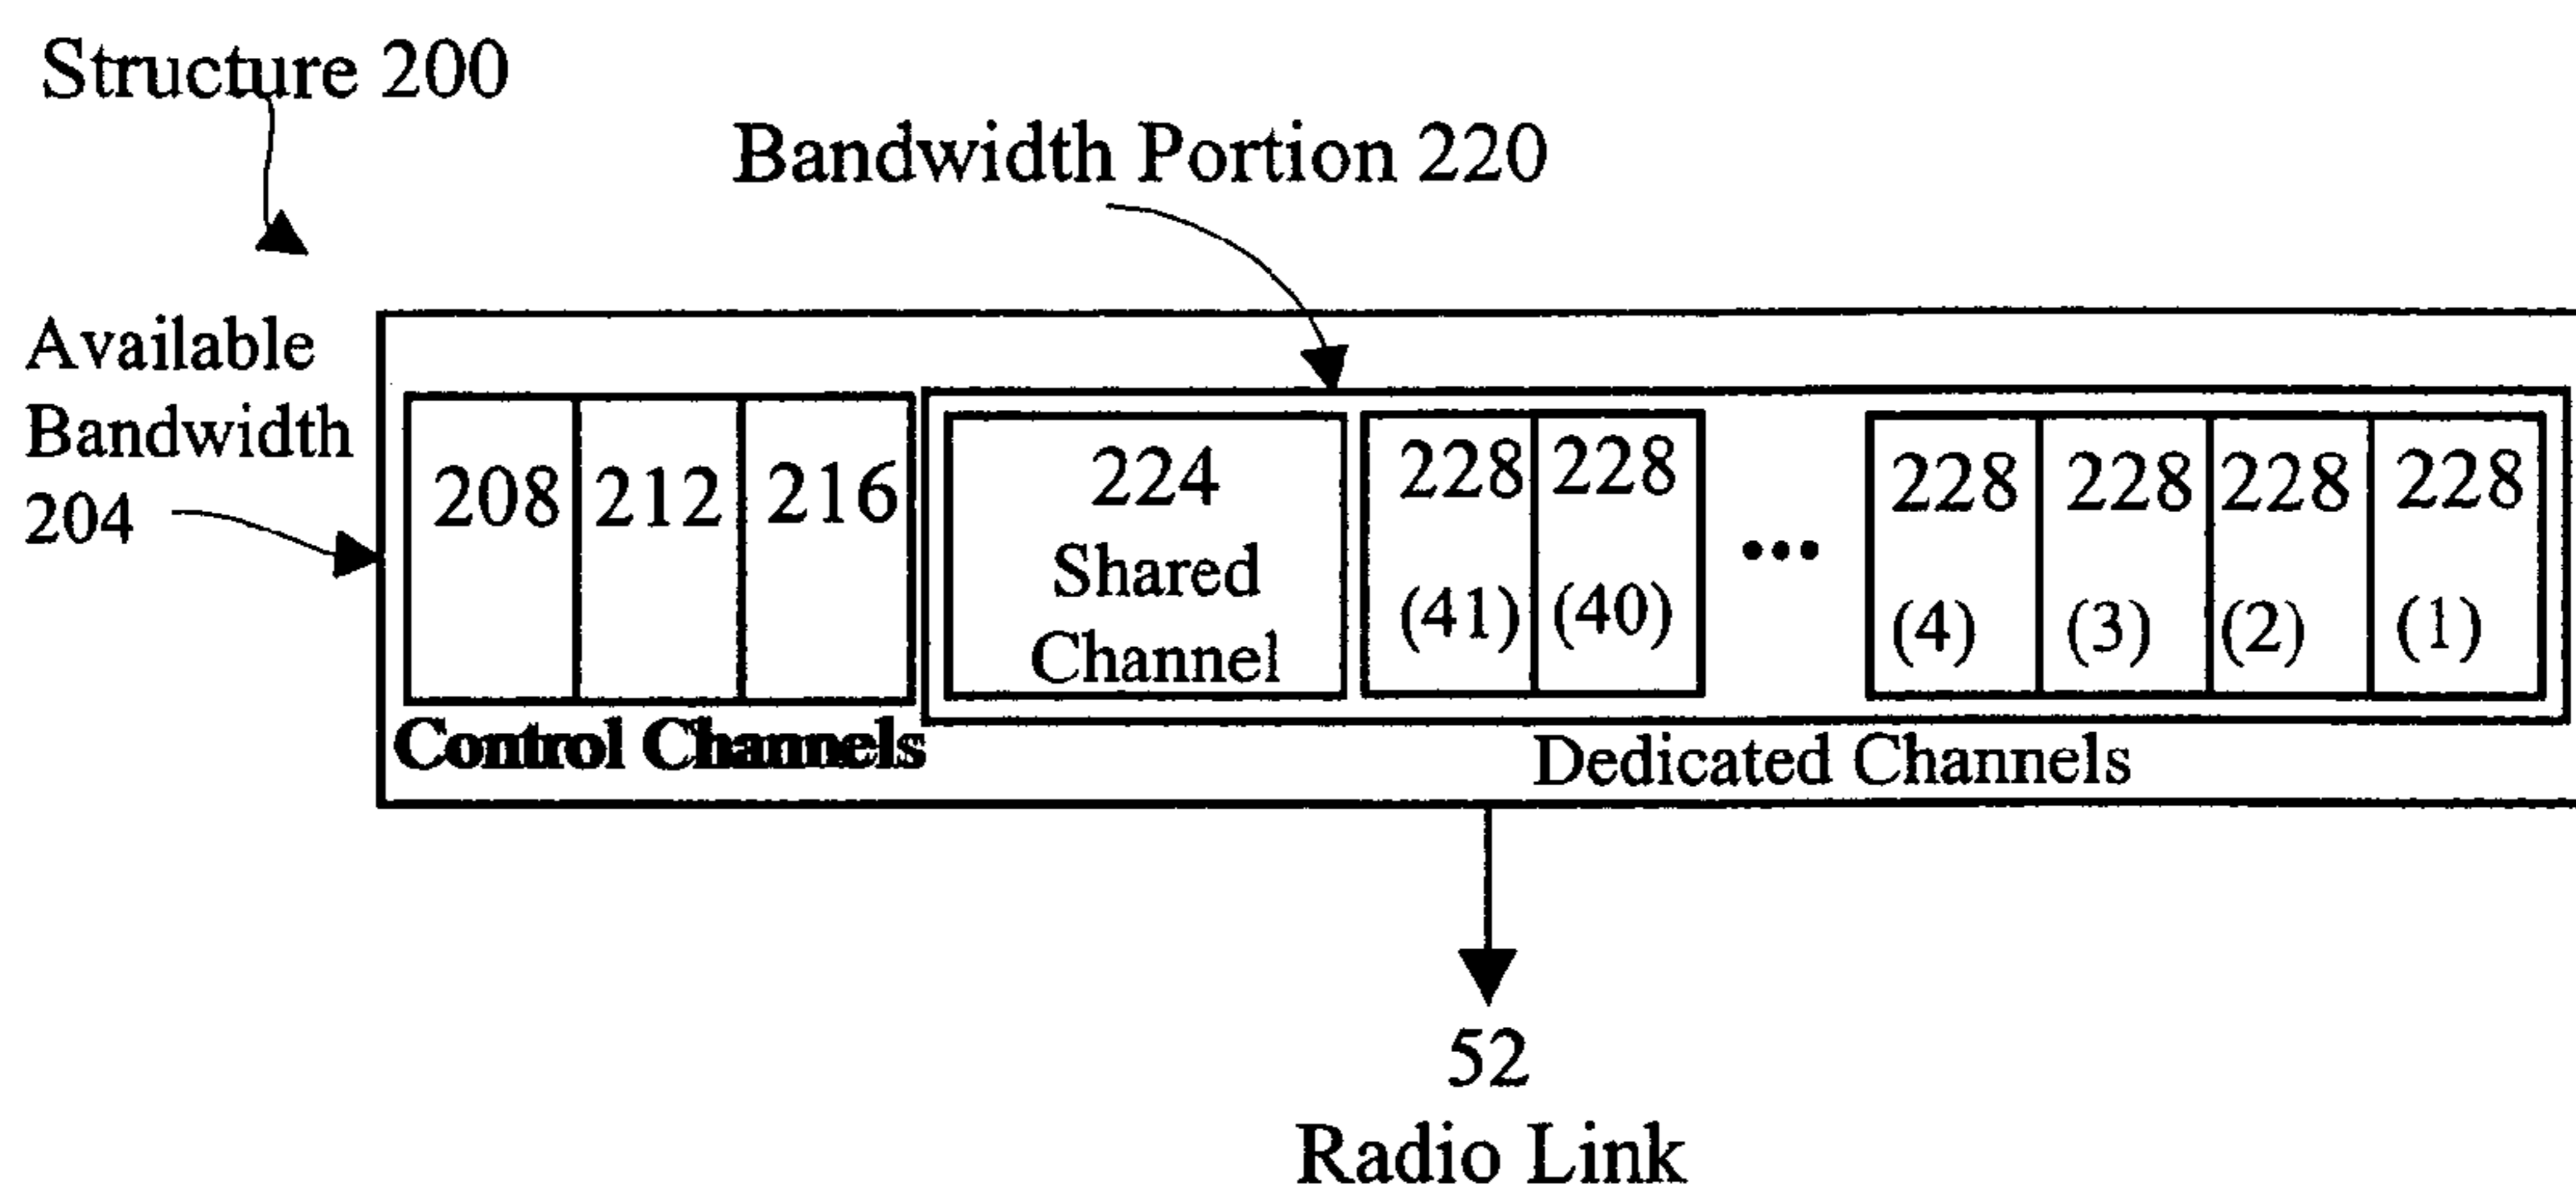 Structure 200
Bandwidth Portion 220
Available
Bandwidth
204
208 212 216
224
Shared
Channel
228 228 ••• 228 228 228 228
(41) (40) (4) (3) (2) (1)
Control Channels
Dedicated Channels
52
Radio Link